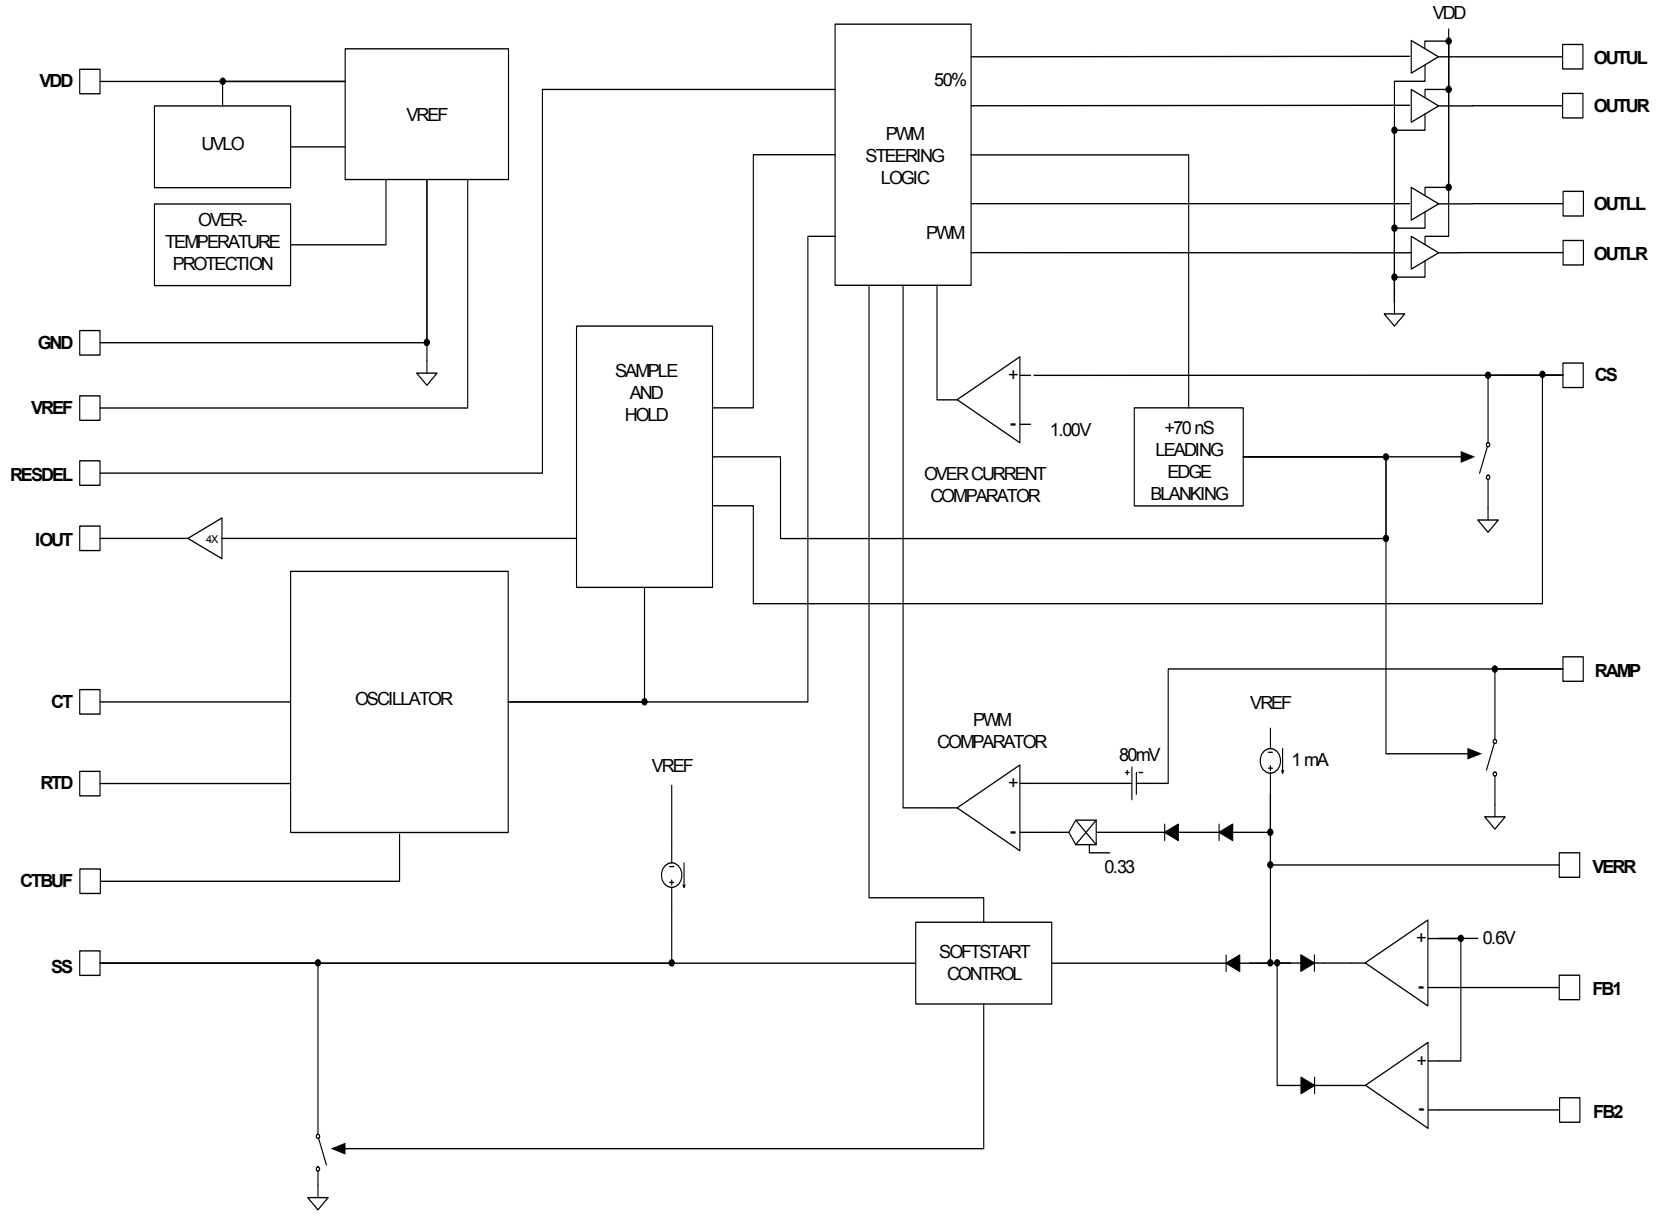 VDD
OUTUL
VDD
50%
VREF
OUTUR
UVLO
PWM
STEERING
LOGIC
OVER-
TEMPERATURE
PROTECTION
OUTLL
PWM
OUTLR
GND
SAMPLE
AND
HOLD
+
CS
VREF
-
1.00V
+70 nS
LEADING
EDGE
BLANKING
RESDEL
OVER CURRENT
COMPARATOR
IOUT
4X
CT
OSCILLATOR
RAMP
VREF
PWM
COMPARATOR
80mV
+
-
-
+
1 mA
RTD
VREF
+
-
0.33
VERR
CTBUF
-
+
SS
SOFTSTART
CONTROL
+
0.6V
-
FB1
+
-
FB2